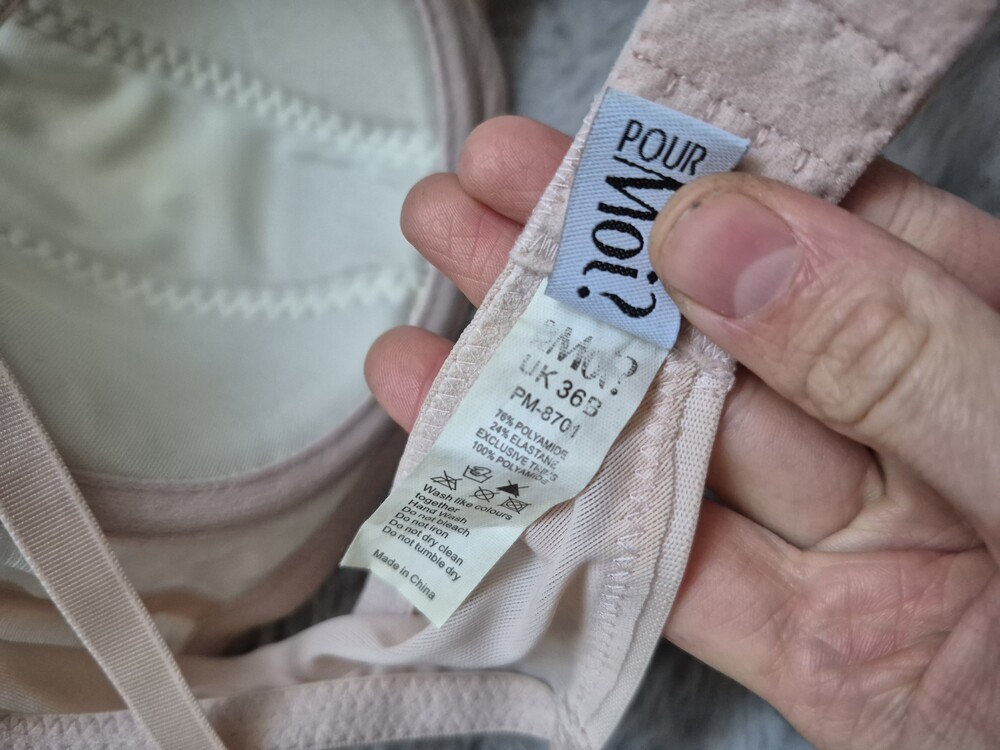 POUR
Moi?
Moi?
UK 36B
PM-8701
76% POLYAMIDE
24% ELASTANE
EXCLUSIVE TRIMS
100% POLYAMIDE
Wash like colours
together
Hand Wash
Do not bleach
Do not iron
Do not dry clean
Do not tumble dry
Made in China